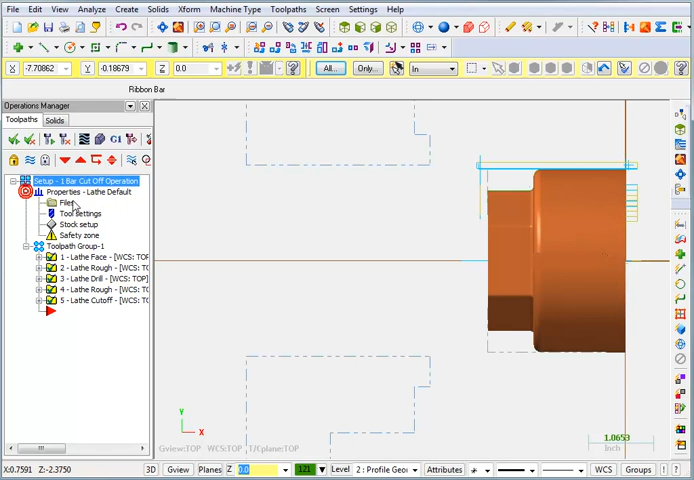 File Edit View Analyze Create Solids Xform Machine Type Toolpaths Screen Settings Help
X -7.70862 Y -0.18679 Z 0.0 All... Only... In
Ribbon Bar
Operations Manager
Toolpaths Solids
G1
Setup - 1 Bar Cut Off Operation
Properties - Lathe Default
Files
Tool settings
Stock setup
Safety zone
Toolpath Group-1
1 - Lathe Face - [WCS: TO
2 - Lathe Rough - [WCS: T
3 - Lathe Drill - [WCS: TOP]
4 - Lathe Rough - [WCS: T
5 - Lathe Cutoff - [WCS: TO
Y
X
1.0653
Inch
Gview:TOP WCS:TOP T/Cplane:TOP
X:0.7591 Z:-2.3750 3D Gview Planes Z 0.0 121 Level 2 : Profile Geo Attributes WCS Groups ! ?